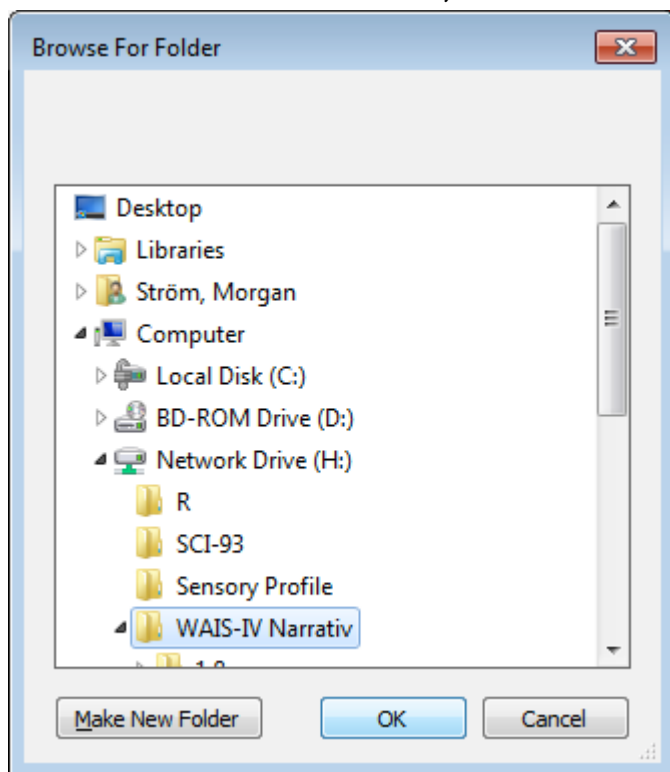 Browse For Folder
Desktop
Libraries
Ström, Morgan
Computer
Local Disk (C:)
BD-ROM Drive (D:)
Network Drive (H:)
R
SCI-93
Sensory Profile
WAIS-IV Narrativ
Make New Folder OK Cancel